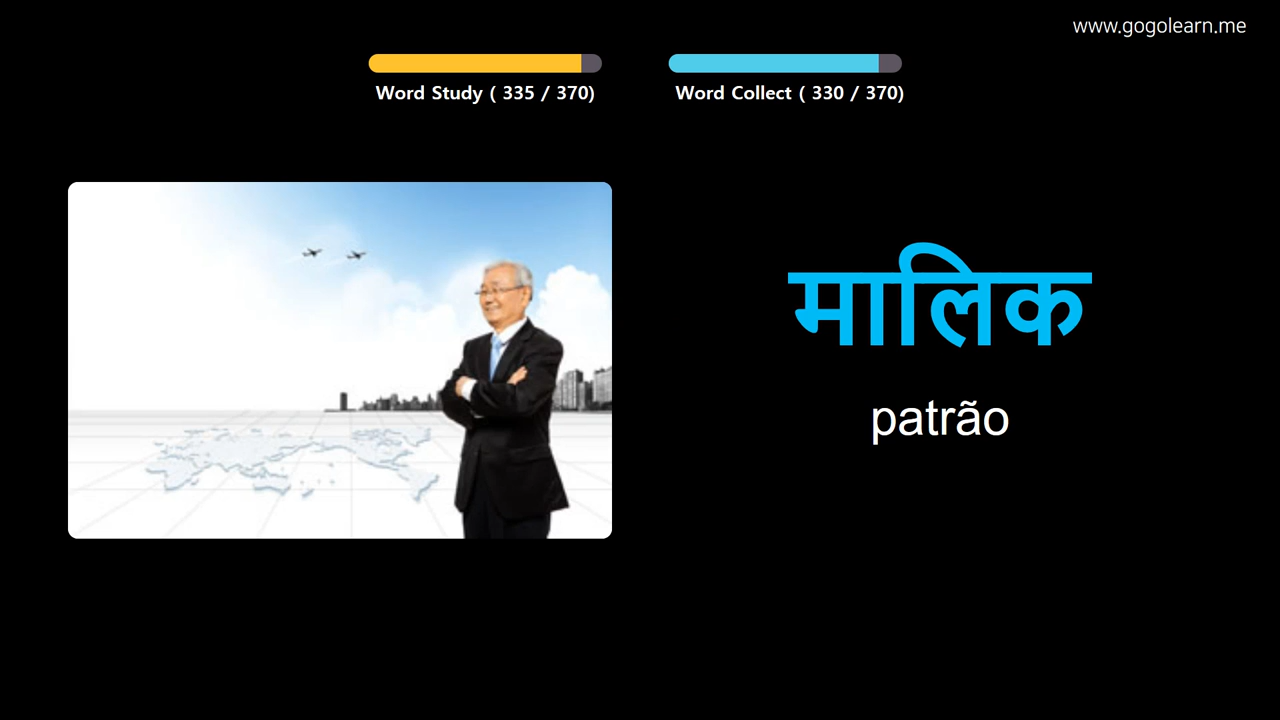 www.gogolearn.me
Word Study ( 335 / 370)
Word Collect ( 330 / 370)
मालिक
patrão